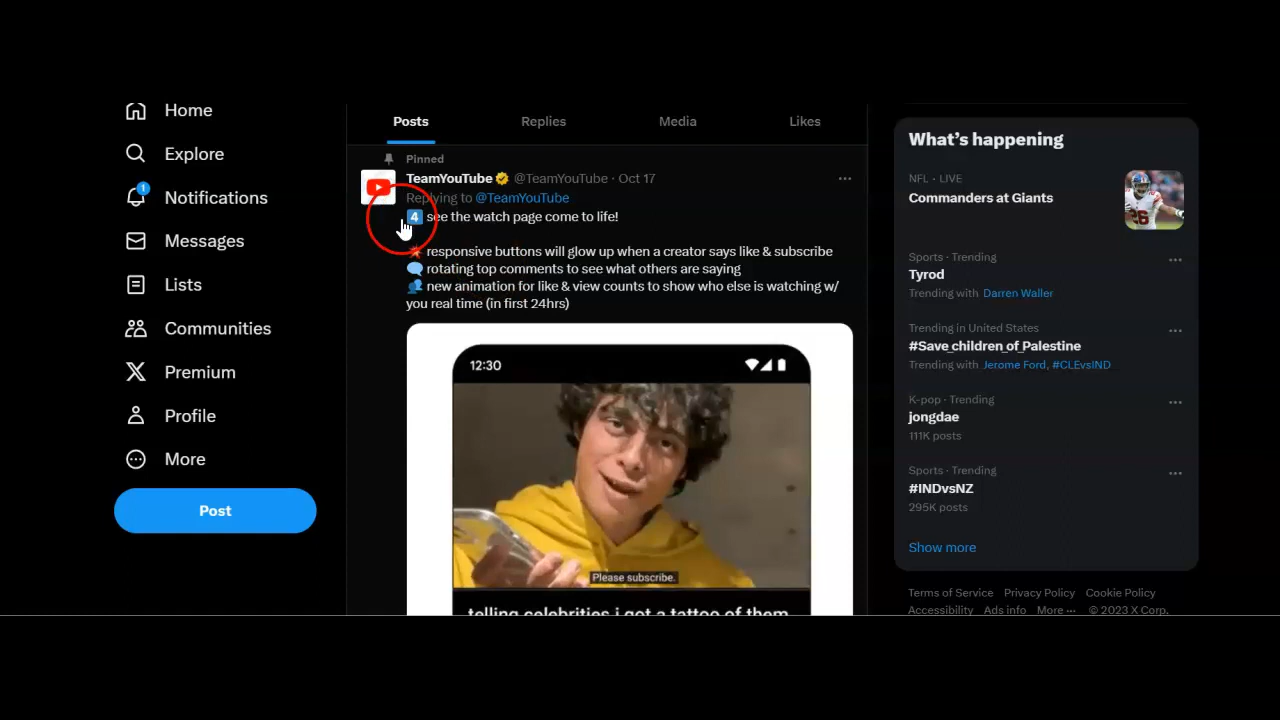 Home
Explore
1
Notifications
Messages
Lists
Communities
Premium
Profile
More
Post
Posts
Replies
Media
Likes
Pinned
TeamYouTube @TeamYouTube · Oct 17
Replying to @TeamYouTube
4 see the watch page come to life!
responsive buttons will glow up when a creator says like & subscribe
rotating top comments to see what others are saying
new animation for like & view counts to show who else is watching w/
you real time (in first 24hrs)
12:30
Please subscribe.
telling celebrities i got a tattoo of them
What's happening
NFL · LIVE
Commanders at Giants
26
Sports · Trending
Tyrod
Trending with Darren Waller
Trending in United States
#Save_children_of_Palestine
Trending with Jerome Ford, #CLEvsIND
K-pop · Trending
jongdae
111K posts
Sports · Trending
#INDvsNZ
295K posts
Show more
Terms of Service Privacy Policy Cookie Policy
Accessibility Ads info More ··· © 2023 X Corp.